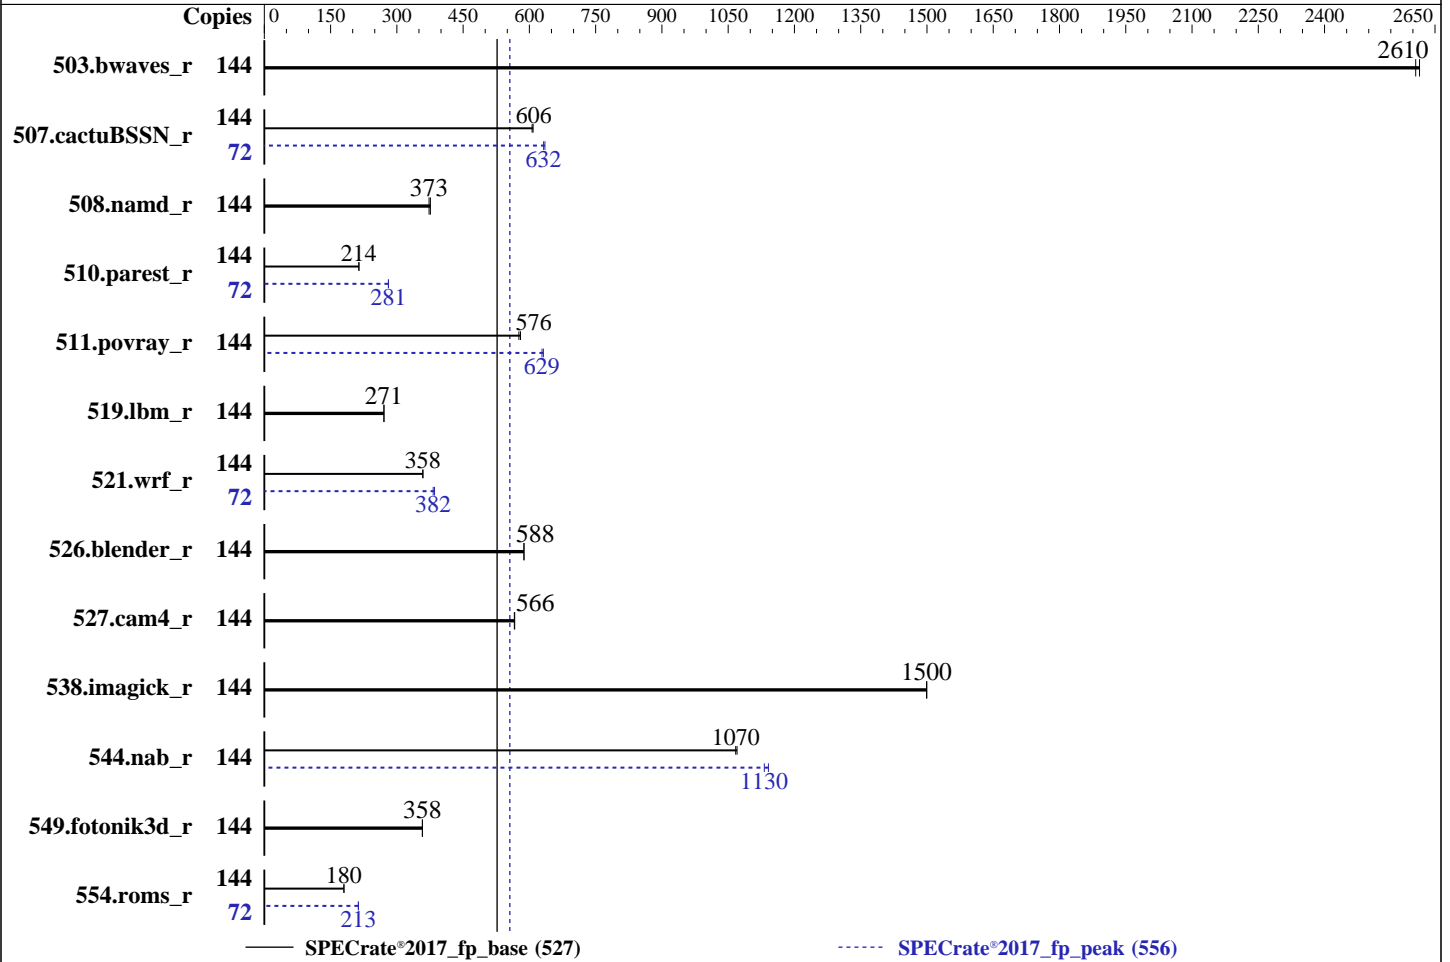 Copies 0 150 300 450 600 750 900 1050 1200 1350 1500 1650 1800 1950 2100 2250 2400 2650
503.bwaves_r 144 2610
507.cactuBSSN_r 144 606
72 632
508.namd_r 144 373
510.parest_r 144 214
72 281
511.povray_r 144 576
629
519.lbm_r 144 271
521.wrf_r 144 358
72 382
526.blender_r 144 588
527.cam4_r 144 566
538.imagick_r 144 1500
544.nab_r 144 1070
1130
549.fotonik3d_r 144 358
554.roms_r 144 180
72 213
SPECrate®2017_fp_base (527) SPECrate®2017_fp_peak (556)